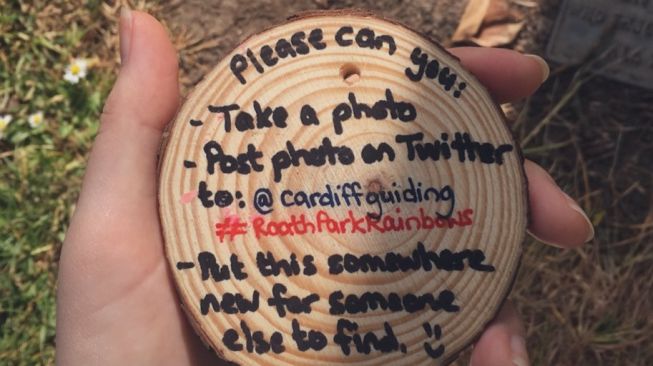 Please can you:
- Take a photo
- Post photo on Twitter
to: @cardiffguiding
#RoathParkRainbows
- Put this somewhere
new for someone
else to find. :)